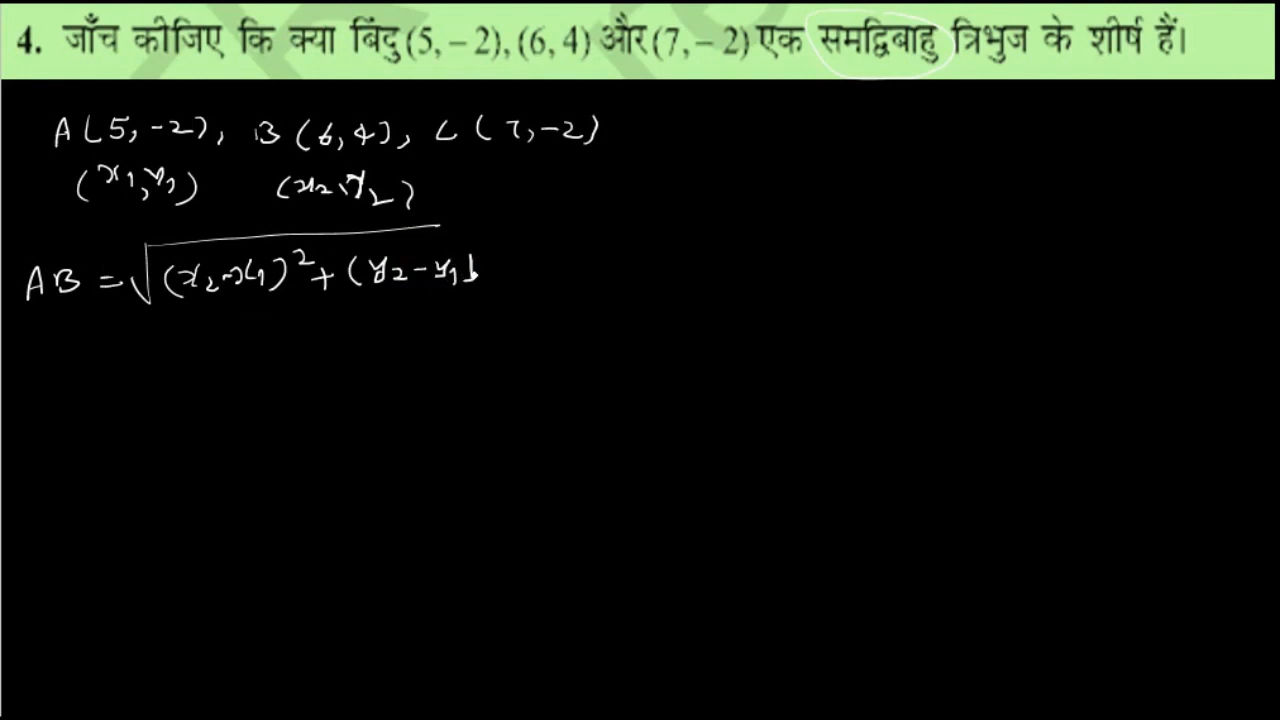 4. जाँच कीजिए कि क्या बिंदु (5, – 2), (6, 4) और (7, – 2) एक समद्विबाहु त्रिभुज के शीर्ष हैं।
A(5, -2), B(6, 4), C(7, -2)
(x₁, y₁) (x₂, y₂)
AB = √(x₂-x₁)² + (y₂-y₁)